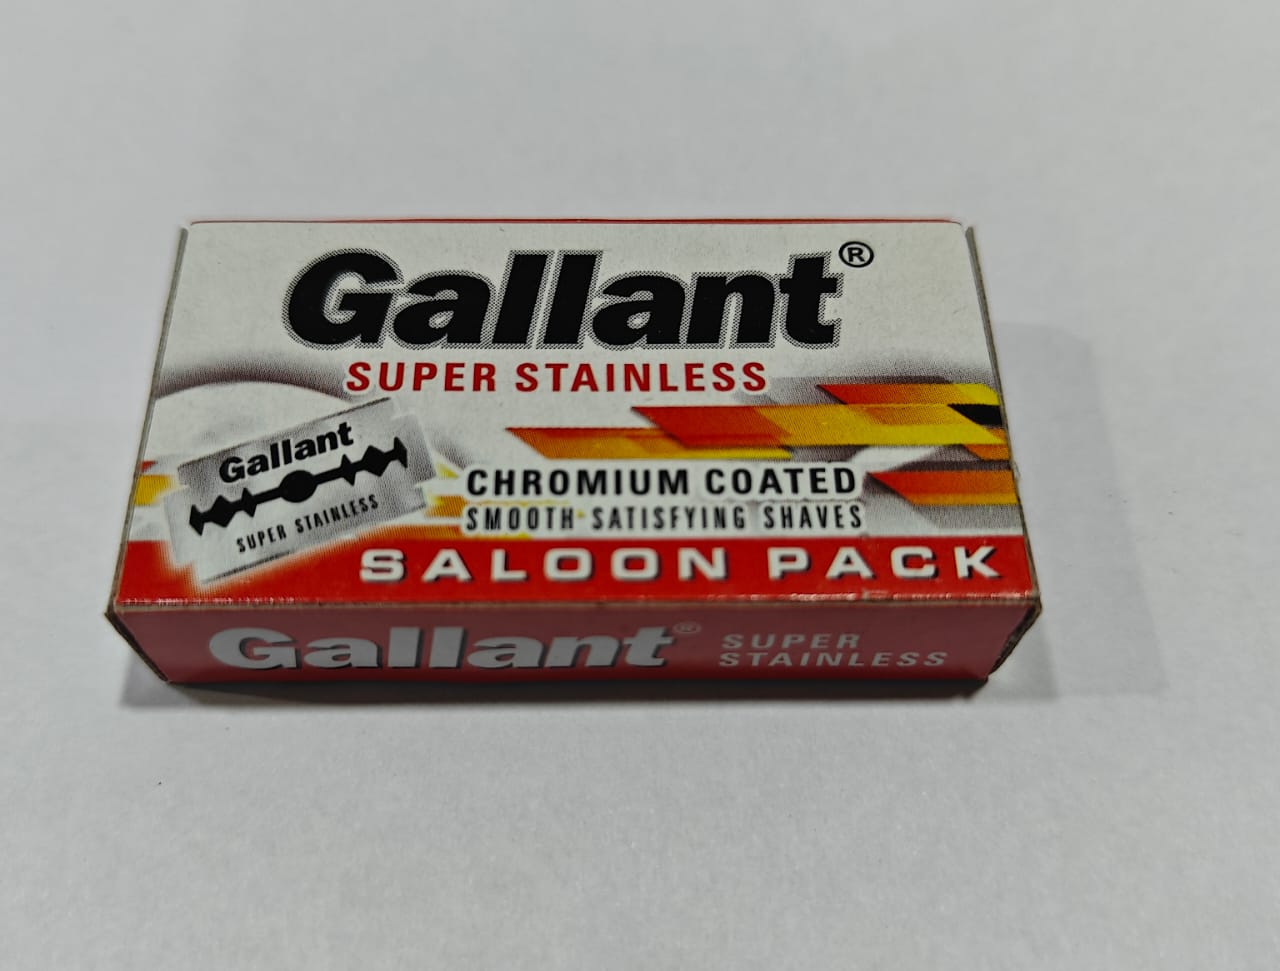 Gallant®
SUPER STAINLESS
Gallant
SUPER STAINLESS
CHROMIUM COATED
SMOOTH SATISFYING SHAVES
SALOON PACK
Gallant®
SUPER
STAINLESS